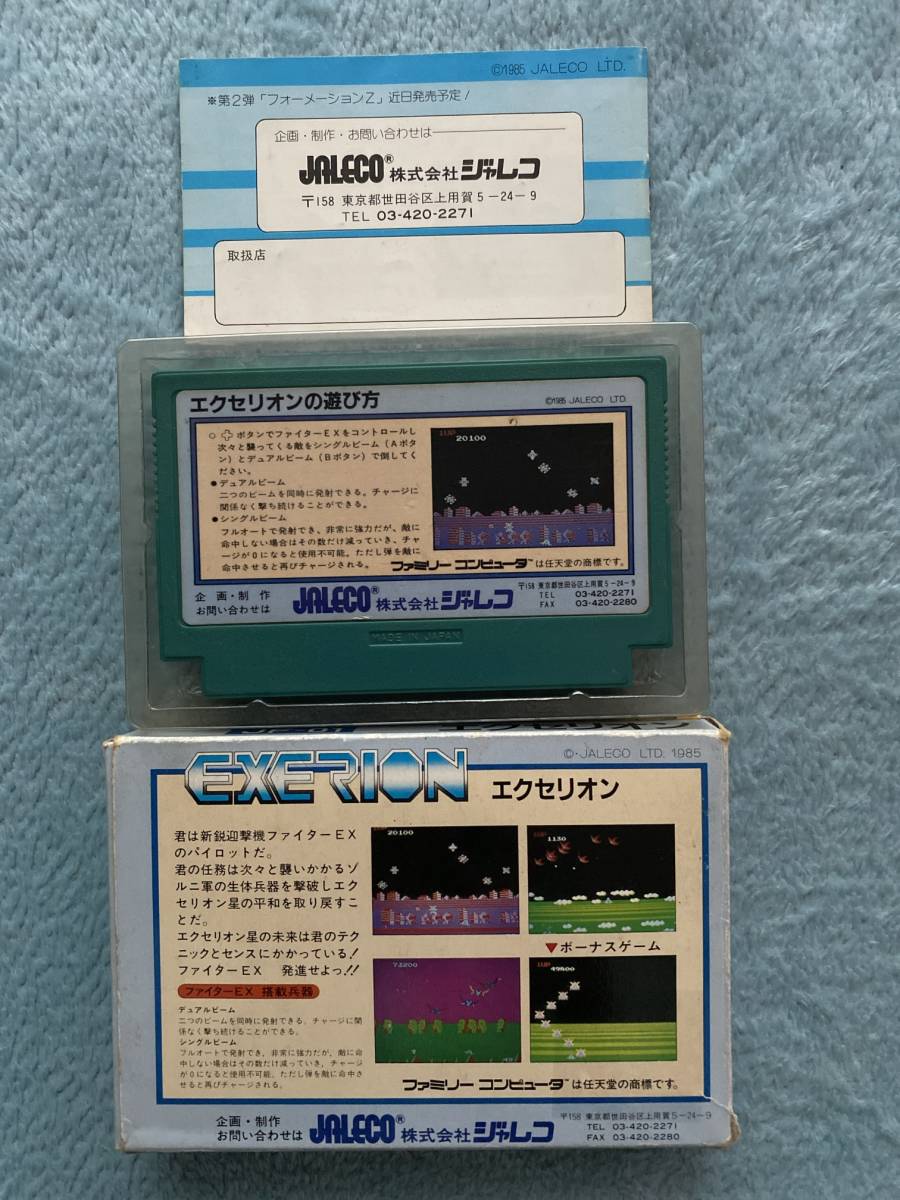 ©1985 JALECO LTD.
※第2弾「フォーメーションZ」近日発売予定!
企画・制作・お問い合わせは
JALECO® 株式会社ジャレコ
〒158 東京都世田谷区上用賀5-24-9
TEL 03-420-2271
取扱店
エクセリオンの遊び方
©1985 JALECO LTD.
○ ボタンでファイターEXをコントロールし
次々と襲ってくる敵をシングルビーム(Aボタ
ン)とデュアルビーム(Bボタン)で倒してく
ださい。
●デュアルビーム
二つのビームを同時に発射できる。チャージに
関係なく撃ち続けることができる。
●シングルビーム
フルオートで発射でき、非常に強力だが、敵に
命中しない場合はその数だけ減っていき、チャ
ージが0になると使用不可能。ただし弾を敵に
命中させると再びチャージされる。
1UP
20100
ファミリー コンピュータ™は任天堂の商標です。
企画・制作
お問い合わせは
JALECO® 株式会社ジャレコ
〒158 東京都世田谷区上用賀5-24-9
TEL 03-420-2271
FAX 03-420-2280
MADE IN JAPAN
EXERION エクセリオン
©・JALECO LTD. 1985
君は新鋭迎撃機ファイターEX
のパイロットだ。
君の任務は次々と襲いかかるゾ
ルニ軍の生体兵器を撃破しエク
セリオン星の平和を取り戻すこ
とだ。
エクセリオン星の未来は君のテク
ニックとセンスにかかっている!
ファイターEX 発進せよっ!!
ファイターEX 搭載兵器
デュアルビーム
二つのビームを同時に発射できる。チャージに関
係なく撃ち続けることができる。
シングルビーム
フルオートで発射でき、非常に強力だが、敵に命
中しない場合はその数だけ減っていき、チャージ
が0になると使用不可能。ただし弾を敵に命中さ
せると再びチャージされる。
20100
1UP
1130
▼ボーナスゲーム
73200
1UP
49400
ファミリー コンピュータ™は任天堂の商標です。
企画・制作
お問い合わせは
JALECO® 株式会社ジャレコ
〒158 東京都世田谷区上用賀5-24-9
TEL 03-420-2271
FAX 03-420-2280